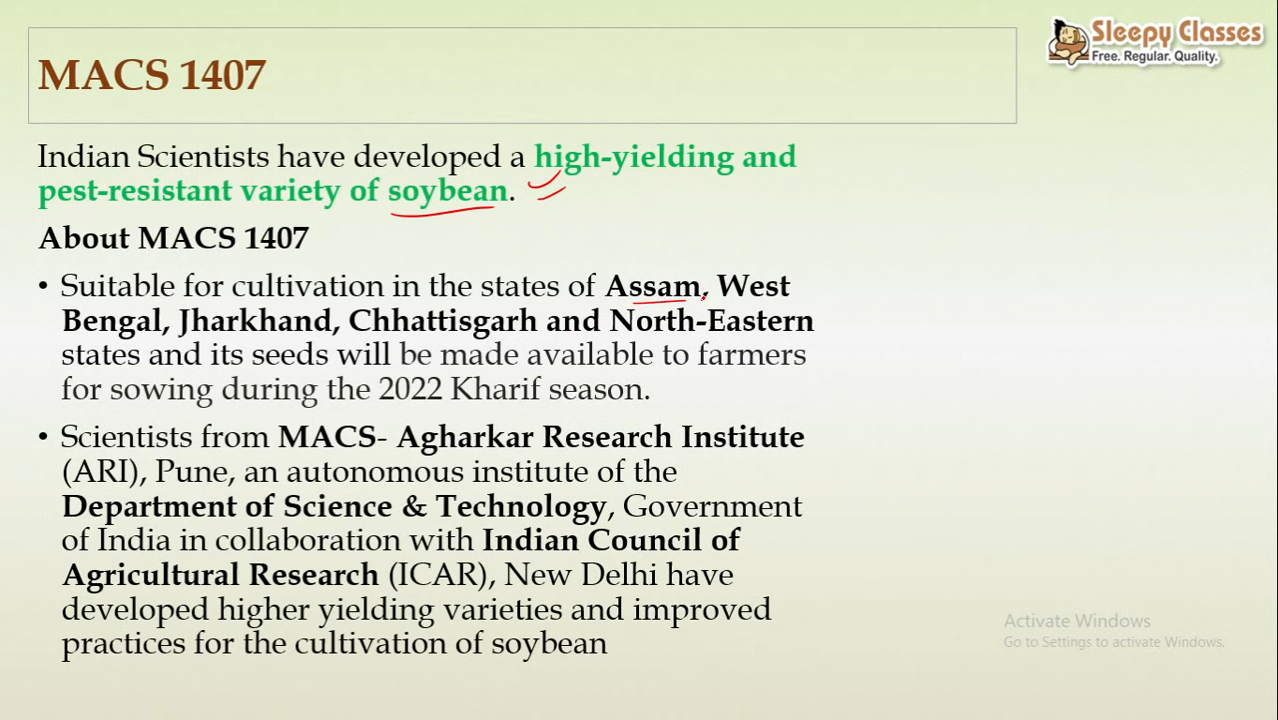 Sleepy Classes
Free. Regular. Quality.
MACS 1407
Indian Scientists have developed a high-yielding and
pest-resistant variety of soybean.
About MACS 1407
• Suitable for cultivation in the states of Assam, West
Bengal, Jharkhand, Chhattisgarh and North-Eastern
states and its seeds will be made available to farmers
for sowing during the 2022 Kharif season.
• Scientists from MACS- Agharkar Research Institute
(ARI), Pune, an autonomous institute of the
Department of Science & Technology, Government
of India in collaboration with Indian Council of
Agricultural Research (ICAR), New Delhi have
developed higher yielding varieties and improved
practices for the cultivation of soybean
Activate Windows
Go to Settings to activate Windows.